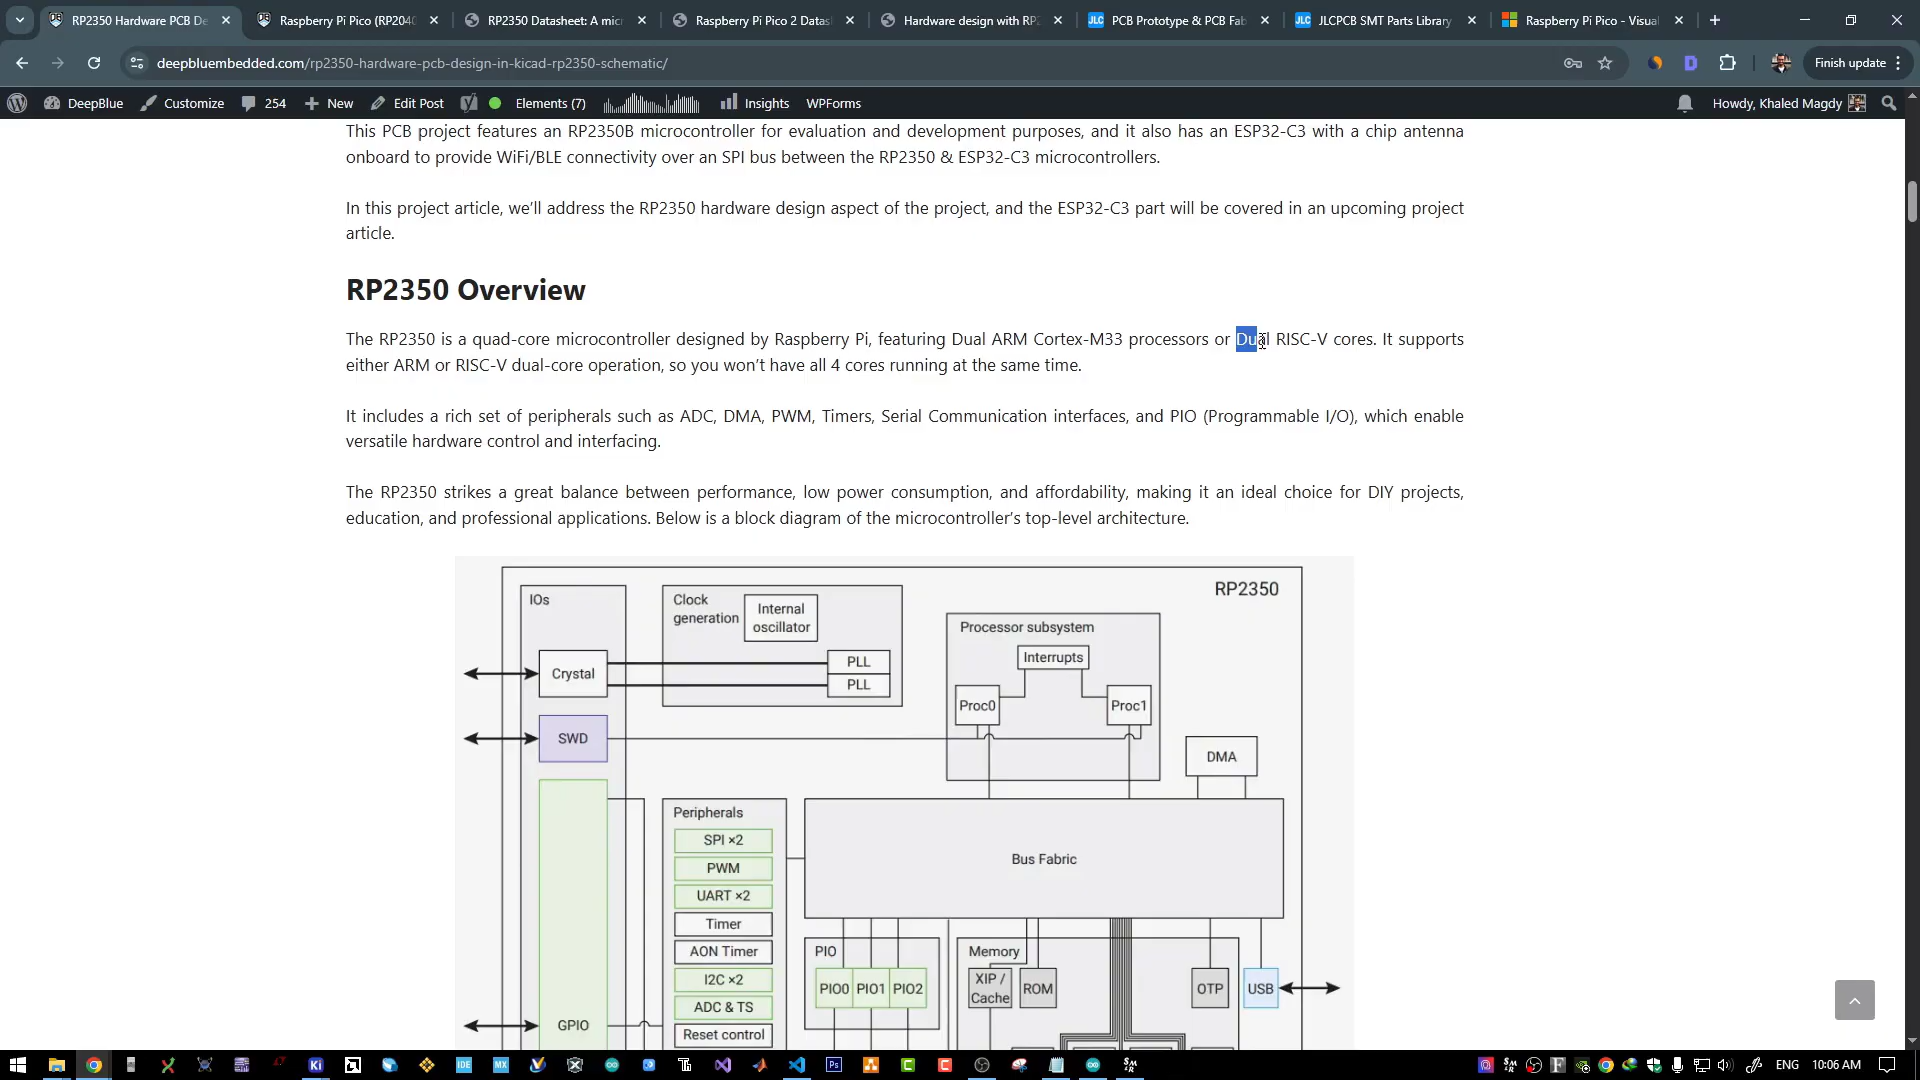 RP2350 Hardware PCB De
Raspberry Pi Pico (RP2040
RP2350 Datasheet: A micr
Raspberry Pi Pico 2 Datas
Hardware design with RP2
JLC PCB Prototype & PCB Fab
JLC JLCPCB SMT Parts Library
Raspberry Pi Pico - Visual
deepbluembedded.com/rp2350-hardware-pcb-design-in-kicad-rp2350-schematic/
Finish update
DeepBlue
Customize
254
New
Edit Post
Elements (7)
Insights
WPForms
Howdy, Khaled Magdy
This PCB project features an RP2350B microcontroller for evaluation and development purposes, and it also has an ESP32-C3 with a chip antenna
onboard to provide WiFi/BLE connectivity over an SPI bus between the RP2350 & ESP32-C3 microcontrollers.
In this project article, we’ll address the RP2350 hardware design aspect of the project, and the ESP32-C3 part will be covered in an upcoming project
article.
RP2350 Overview
The RP2350 is a quad-core microcontroller designed by Raspberry Pi, featuring Dual ARM Cortex-M33 processors or Dual RISC-V cores. It supports
either ARM or RISC-V dual-core operation, so you won’t have all 4 cores running at the same time.
It includes a rich set of peripherals such as ADC, DMA, PWM, Timers, Serial Communication interfaces, and PIO (Programmable I/O), which enable
versatile hardware control and interfacing.
The RP2350 strikes a great balance between performance, low power consumption, and affordability, making it an ideal choice for DIY projects,
education, and professional applications. Below is a block diagram of the microcontroller’s top-level architecture.
RP2350
IOs
Clock
generation
Internal
oscillator
Processor subsystem
Interrupts
Crystal
PLL
PLL
Proc0
Proc1
SWD
DMA
Peripherals
SPI ×2
PWM
UART ×2
Timer
AON Timer
I2C ×2
ADC & TS
Reset control
Bus Fabric
PIO
PIO0
PIO1
PIO2
Memory
XIP /
Cache
ROM
OTP
USB
GPIO
Ki
IDE
MX
Ps
ENG
10:06 AM